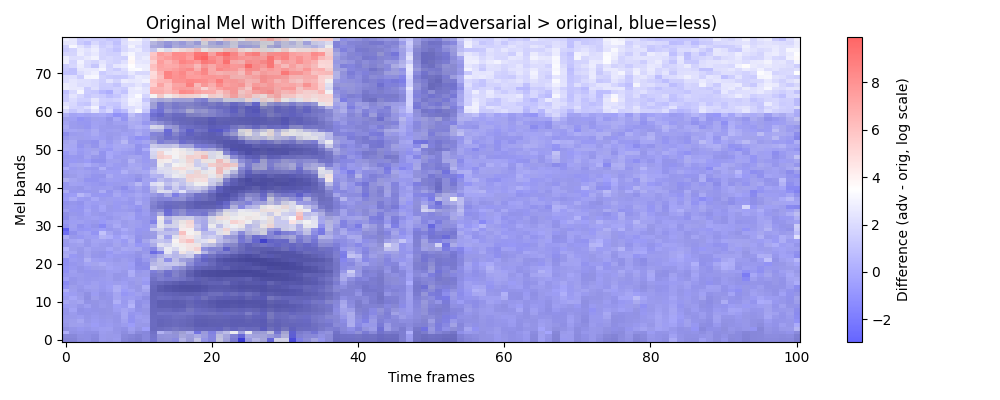 Original Mel with Differences (red=adversarial > original, blue=less)
Mel bands
70
60
50
40
30
20
10
0
0 20 40 60 80 100
Time frames
8
6
4
2
0
−2
Difference (adv - orig, log scale)